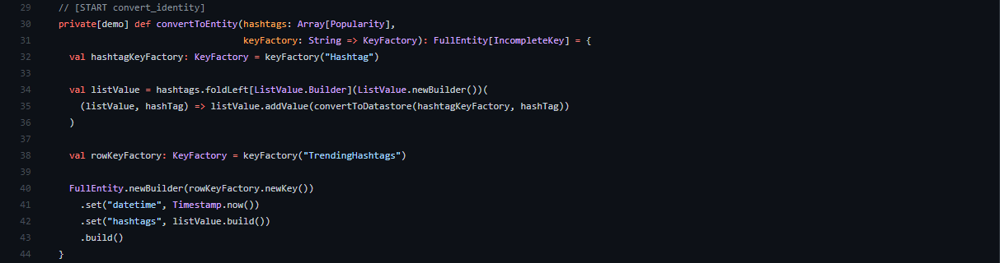 29 // [START convert_identity]
30 private[demo] def convertToEntity(hashtags: Array[Popularity],
31                                   keyFactory: String => KeyFactory): FullEntity[IncompleteKey] = {
32   val hashtagKeyFactory: KeyFactory = keyFactory("Hashtag")
33
34   val listValue = hashtags.foldLeft[ListValue.Builder](ListValue.newBuilder())(
35     (listValue, hashTag) => listValue.addValue(convertToDatastore(hashtagKeyFactory, hashTag))
36   )
37
38   val rowKeyFactory: KeyFactory = keyFactory("TrendingHashtags")
39
40   FullEntity.newBuilder(rowKeyFactory.newKey())
41     .set("datetime", Timestamp.now())
42     .set("hashtags", listValue.build())
43     .build()
44 }